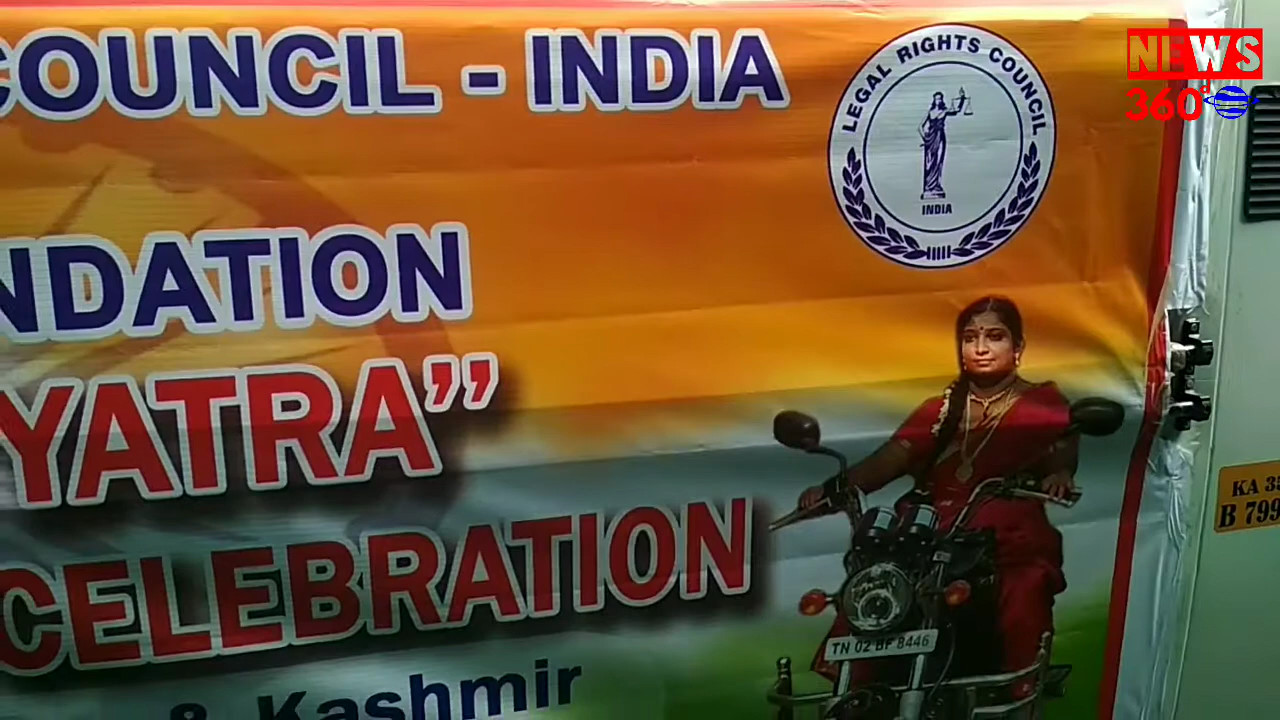 COUNCIL - INDIA
LEGAL RIGHTS COUNCIL
INDIA
NEWS
360°
NDATION
YATRA”
CELEBRATION
& Kashmir
TN 02 BF 8446
KA 35
B 799